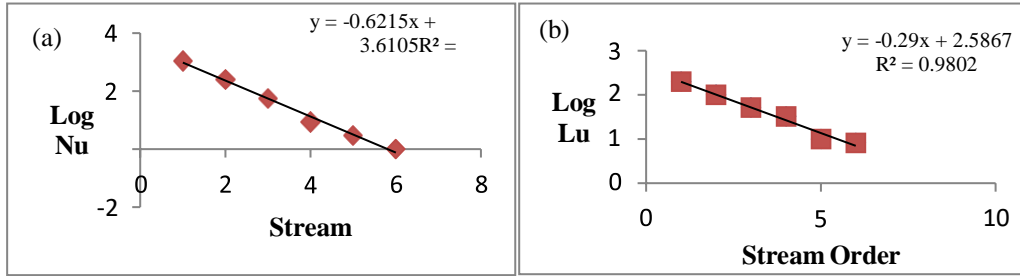 (a)
y = -0.6215x +
3.6105R² =
4
2
-2
0
2
4
6
8
Log
Nu
Stream
(b)
y = -0.29x + 2.5867
R² = 0.9802
3
2
1
0
0
5
10
Log
Lu
Stream Order